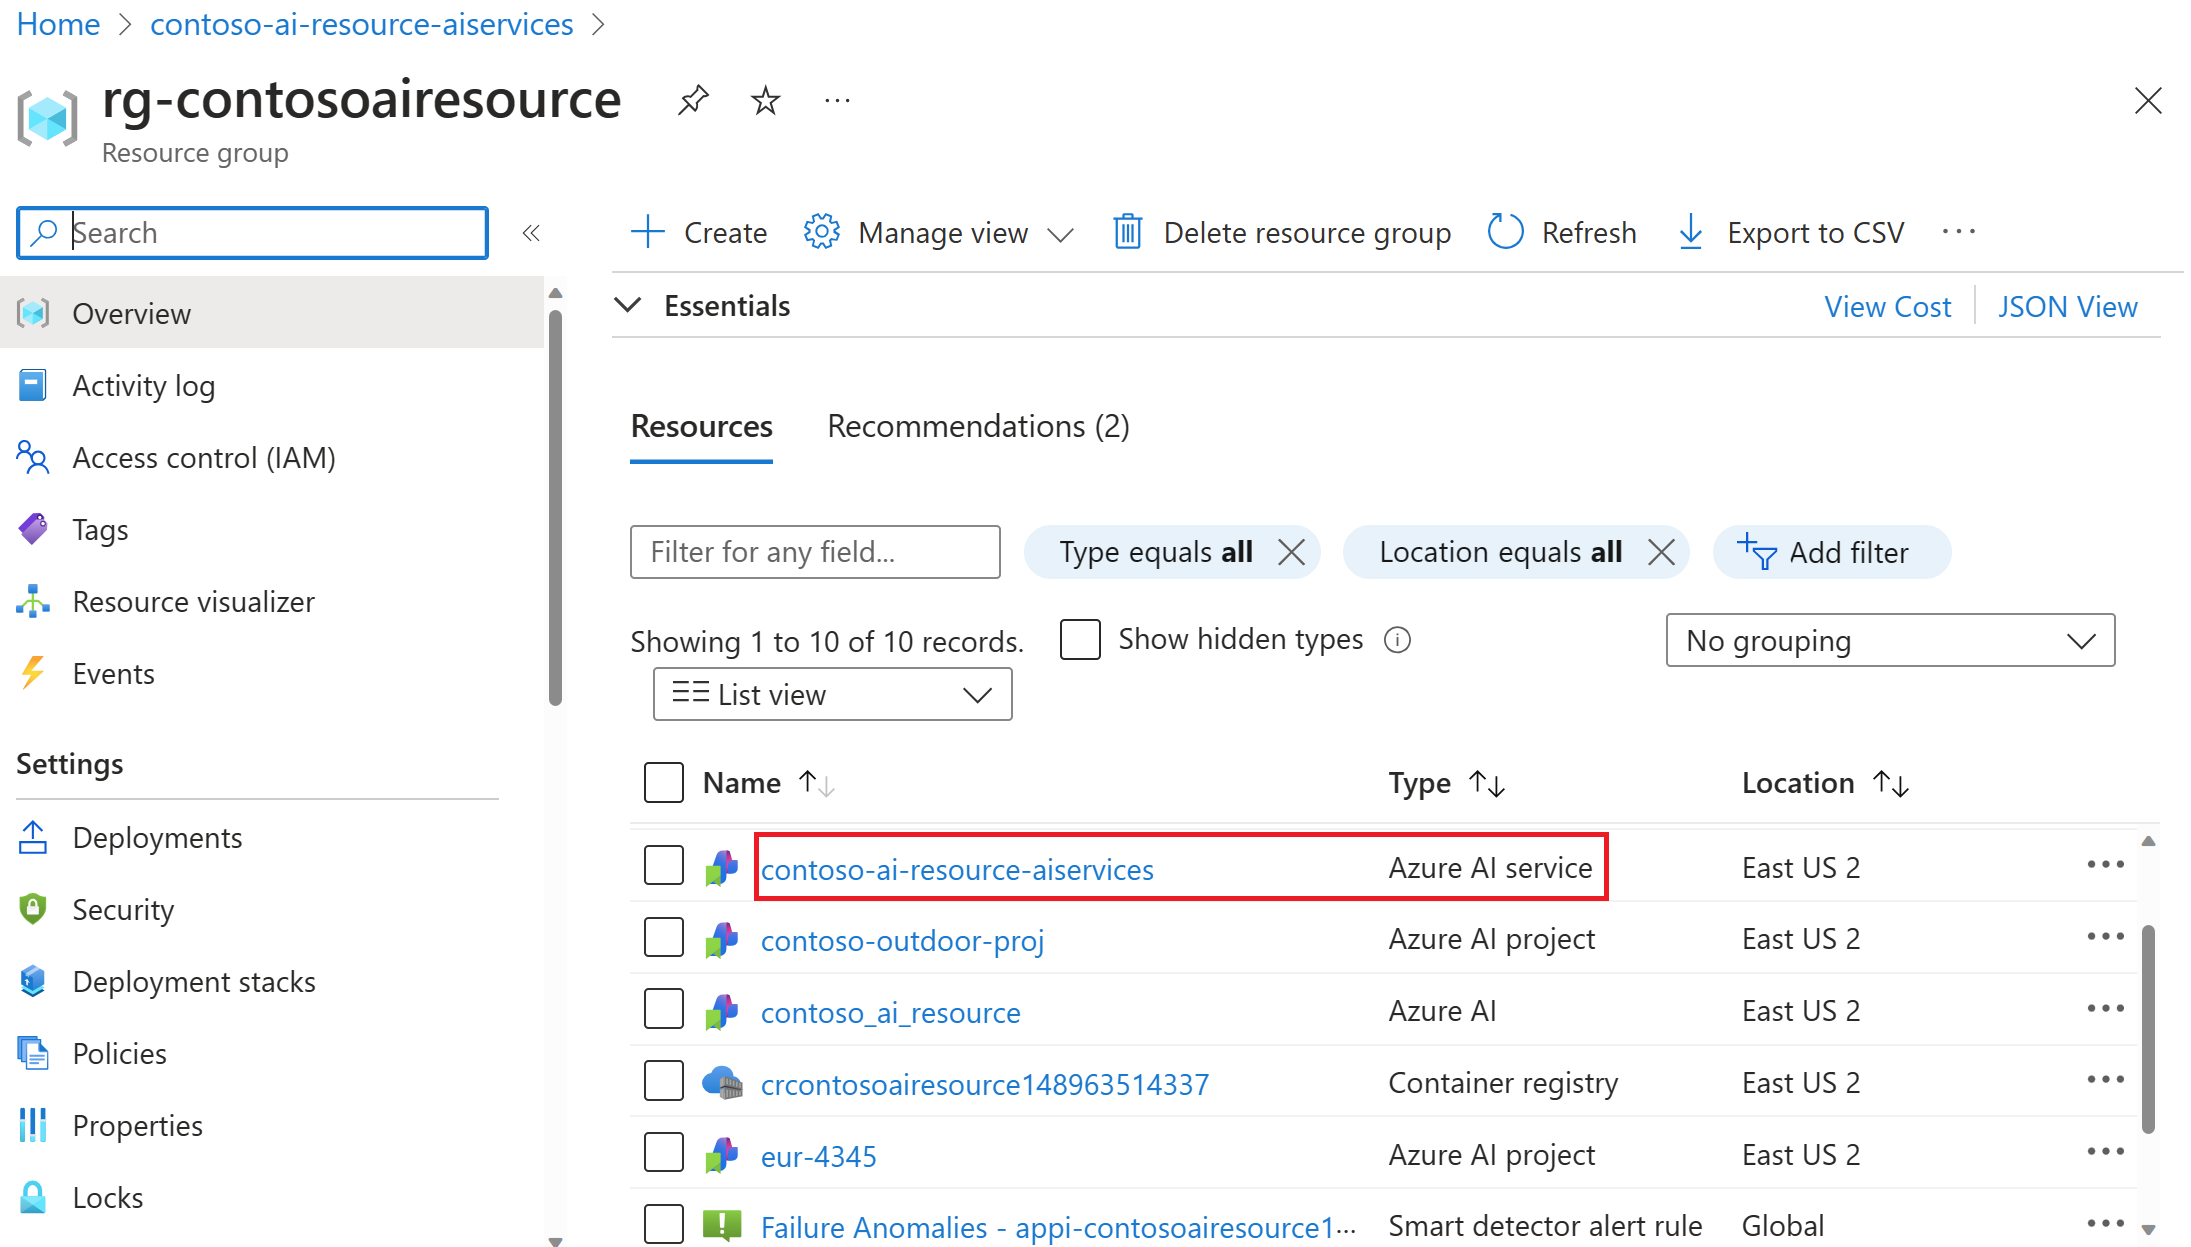 Home > contoso-ai-resource-aiservices >
rg-contosoairesource
Resource group
Search
Overview
Activity log
Access control (IAM)
Tags
Resource visualizer
Events
Settings
Deployments
Security
Deployment stacks
Policies
Properties
Locks
Create Manage view Delete resource group Refresh Export to CSV
Essentials View Cost JSON View
Resources Recommendations (2)
Filter for any field... Type equals all Location equals all Add filter
Showing 1 to 10 of 10 records. Show hidden types No grouping
List view
Name Type Location
contoso-ai-resource-aiservices Azure AI service East US 2
contoso-outdoor-proj Azure AI project East US 2
contoso_ai_resource Azure AI East US 2
crcontosoairesource148963514337 Container registry East US 2
eur-4345 Azure AI project East US 2
Failure Anomalies - appi-contosoairesource1... Smart detector alert rule Global